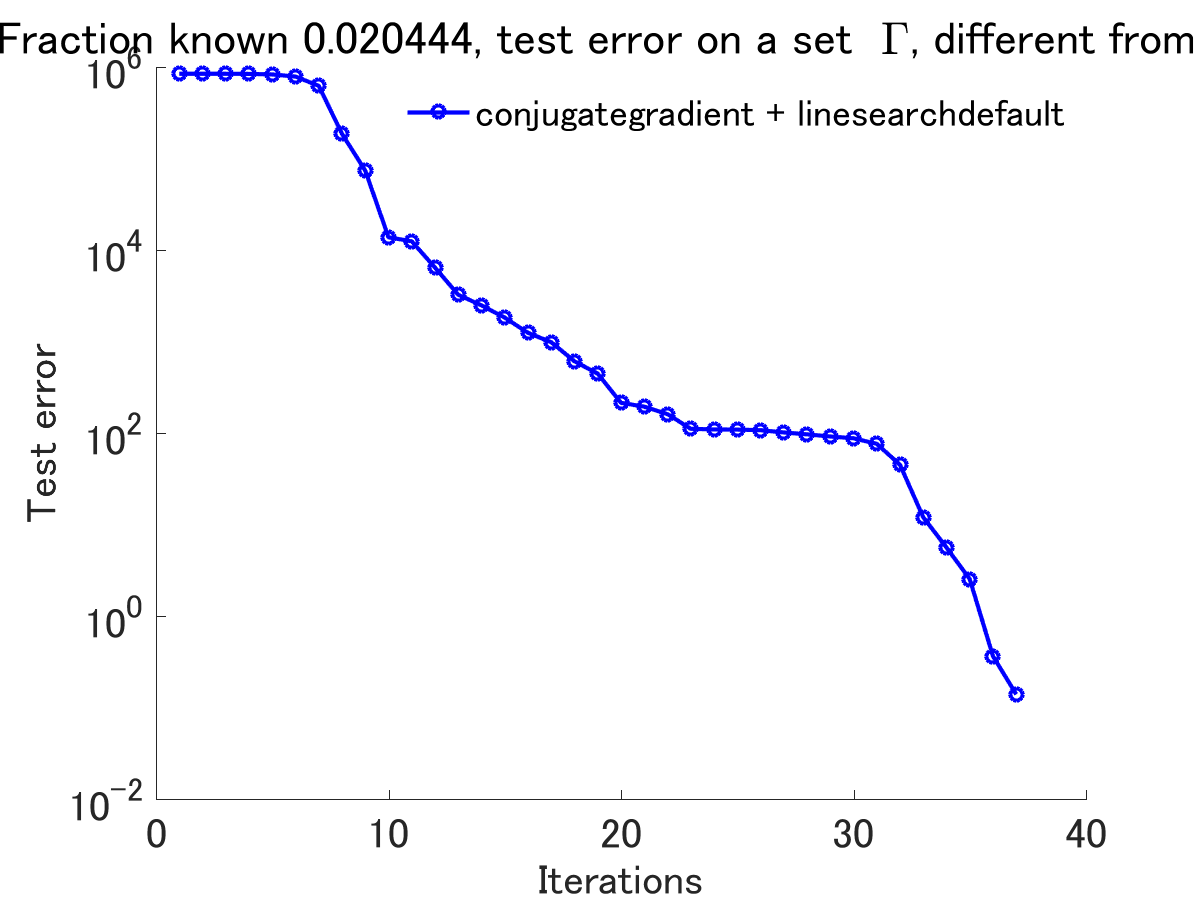 Fraction known 0.020444, test error on a set Γ, different from
conjugategradient + linesearchdefault
10^6
10^4
10^2
10^0
10^-2
Test error
0 10 20 30 40
Iterations